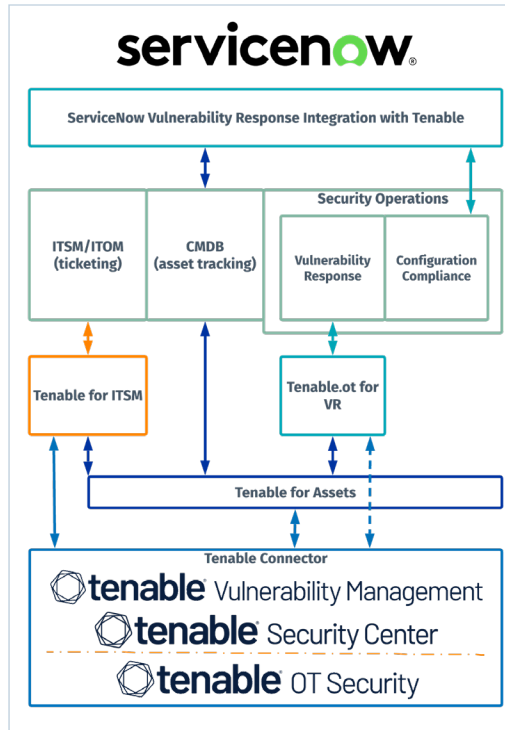 servicenow®
ServiceNow Vulnerability Response Integration with Tenable
Security Operations
ITSM/ITOM
(ticketing)
CMDB
(asset tracking)
Vulnerability
Response
Configuration
Compliance
Tenable for ITSM
Tenable.ot for
VR
Tenable for Assets
Tenable Connector
tenable® Vulnerability Management
tenable® Security Center
tenable® OT Security